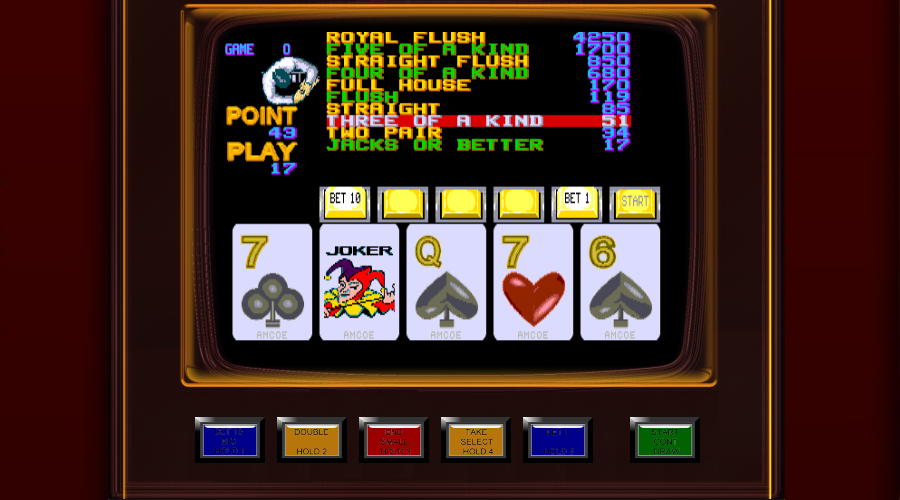 ROYAL FLUSH 4250
FIVE OF A KIND 1700
STRAIGHT FLUSH 850
FOUR OF A KIND 680
FULL HOUSE 170
FLUSH 119
STRAIGHT 85
THREE OF A KIND 51
TWO PAIR 34
JACKS OR BETTER 17
GAME 0
POINT
43
PLAY
17
BET 10
BET 1
START
7
JOKER
Q
7
6
AMCOE
AMCOE
AMCOE
AMCOE
AMCOE
DOUBLE
HOLD 2
SMALL
TAKE
SELECT
HOLD 4
START